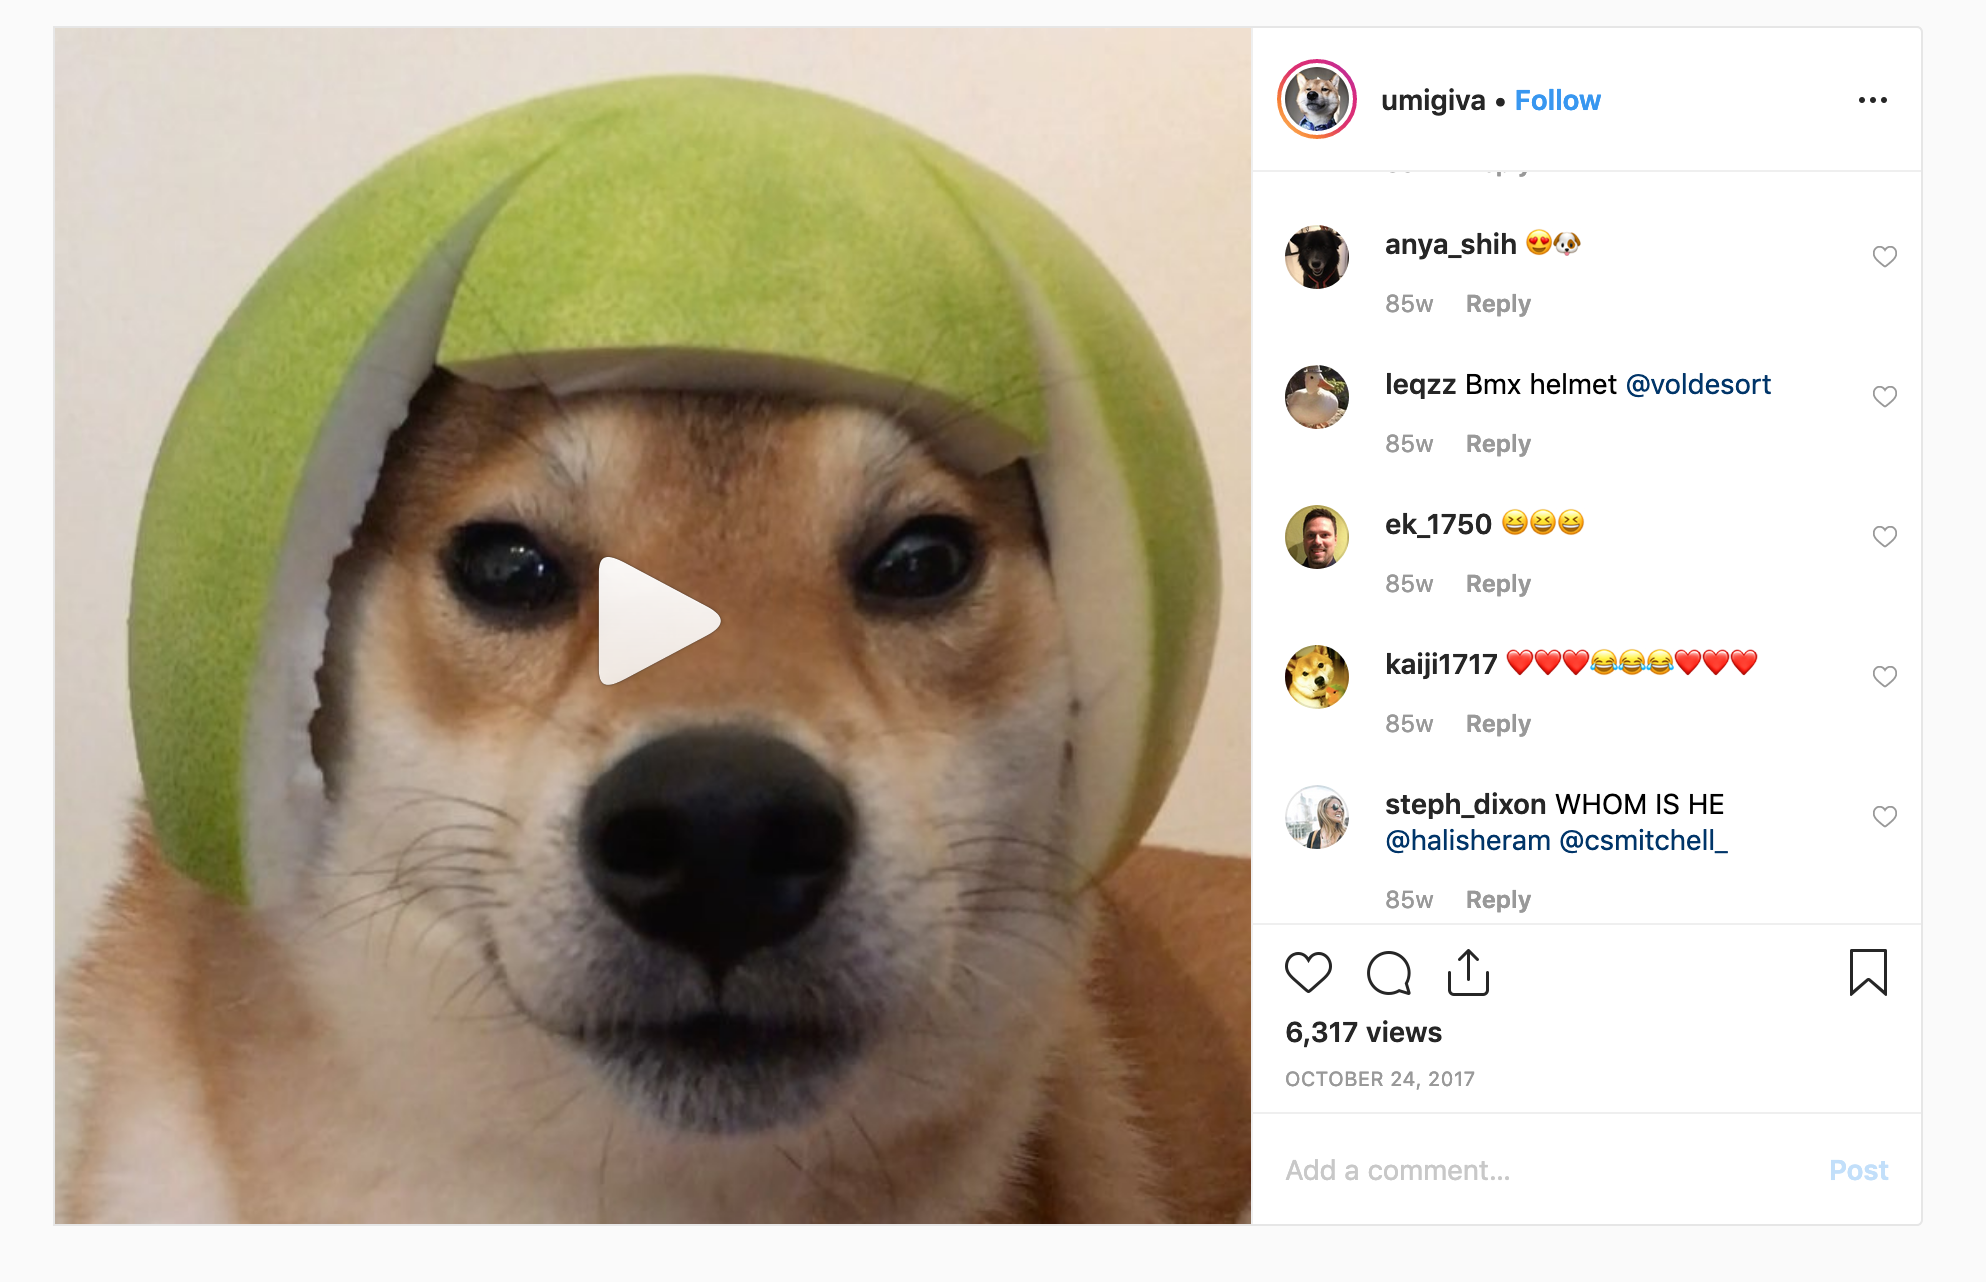 umigiva • Follow
anya_shih 😍🐶
85w Reply
leqzz Bmx helmet @voldesort
85w Reply
ek_1750 😆😆😆
85w Reply
kaiji1717 ❤️❤️❤️😂😂😂❤️❤️❤️
85w Reply
steph_dixon WHOM IS HE
@halisheram @csmitchell_
85w Reply
6,317 views
OCTOBER 24, 2017
Add a comment...
Post